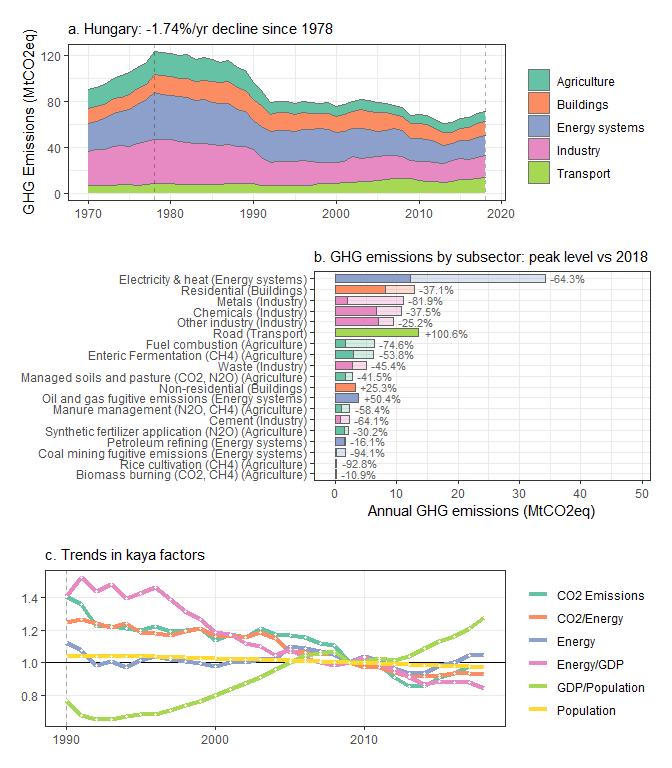 a. Hungary: -1.74%/yr decline since 1978
GHG Emissions (MtCO2eq)
120
80
40
0
1970
1980
1990
2000
2010
2020
Agriculture
Buildings
Energy systems
Industry
Transport
b. GHG emissions by subsector: peak level vs 2018
Electricity & heat (Energy systems)
-64.3%
Residential (Buildings)
-37.1%
Metals (Industry)
-81.9%
Chemicals (Industry)
-37.5%
Other industry (Industry)
-25.2%
Road (Transport)
+100.6%
Fuel combustion (Agriculture)
-74.6%
Enteric Fermentation (CH4) (Agriculture)
-53.8%
Waste (Industry)
-45.4%
Managed soils and pasture (CO2, N2O) (Agriculture)
-41.5%
Non-residential (Buildings)
+25.3%
Oil and gas fugitive emissions (Energy systems)
+50.4%
Manure management (N2O, CH4) (Agriculture)
-58.4%
Cement (Industry)
-64.1%
Synthetic fertilizer application (N2O) (Agriculture)
-30.2%
Petroleum refining (Energy systems)
-16.1%
Coal mining fugitive emissions (Energy systems)
-94.1%
Rice cultivation (CH4) (Agriculture)
-92.8%
Biomass burning (CO2, CH4) (Agriculture)
-10.9%
0
10
20
30
40
50
Annual GHG emissions (MtCO2eq)
c. Trends in kaya factors
1.4
1.2
1.0
0.8
1990
2000
2010
CO2 Emissions
CO2/Energy
Energy
Energy/GDP
GDP/Population
Population